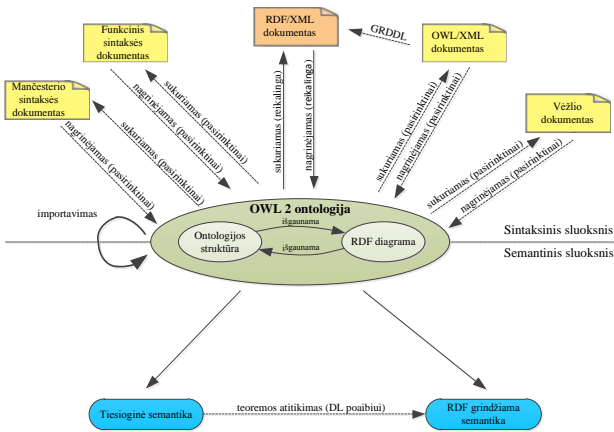 Funkcinis
sintaksės
dokumentas
RDF/XML
dokumentas
GRDDL
OWL/XML
dokumentas
Mančesterio
sintaksės
dokumentas
Vėžlio
dokumentas
sukuriamas (pasirinktinai)
nagrinėjamas (pasirinktinai)
sukuriamas (pasirinktinai)
nagrinėjamas (pasirinktinai)
sukuriamas (reikalinga)
nagrinėjamas (reikalinga)
sukuriamas (pasirinktinai)
nagrinėjamas (pasirinktinai)
sukuriamas (pasirinktinai)
nagrinėjamas (pasirinktinai)
importavimas
OWL 2 ontologija
išgaunama
Ontologijos
struktūra
RDF diagrama
išgaunama
Sintaksinis sluoksnis
Semantinis sluoksnis
Tiesioginė semantika
teoremos atitikimas (DL poaibiui)
RDF grindžiama
semantika